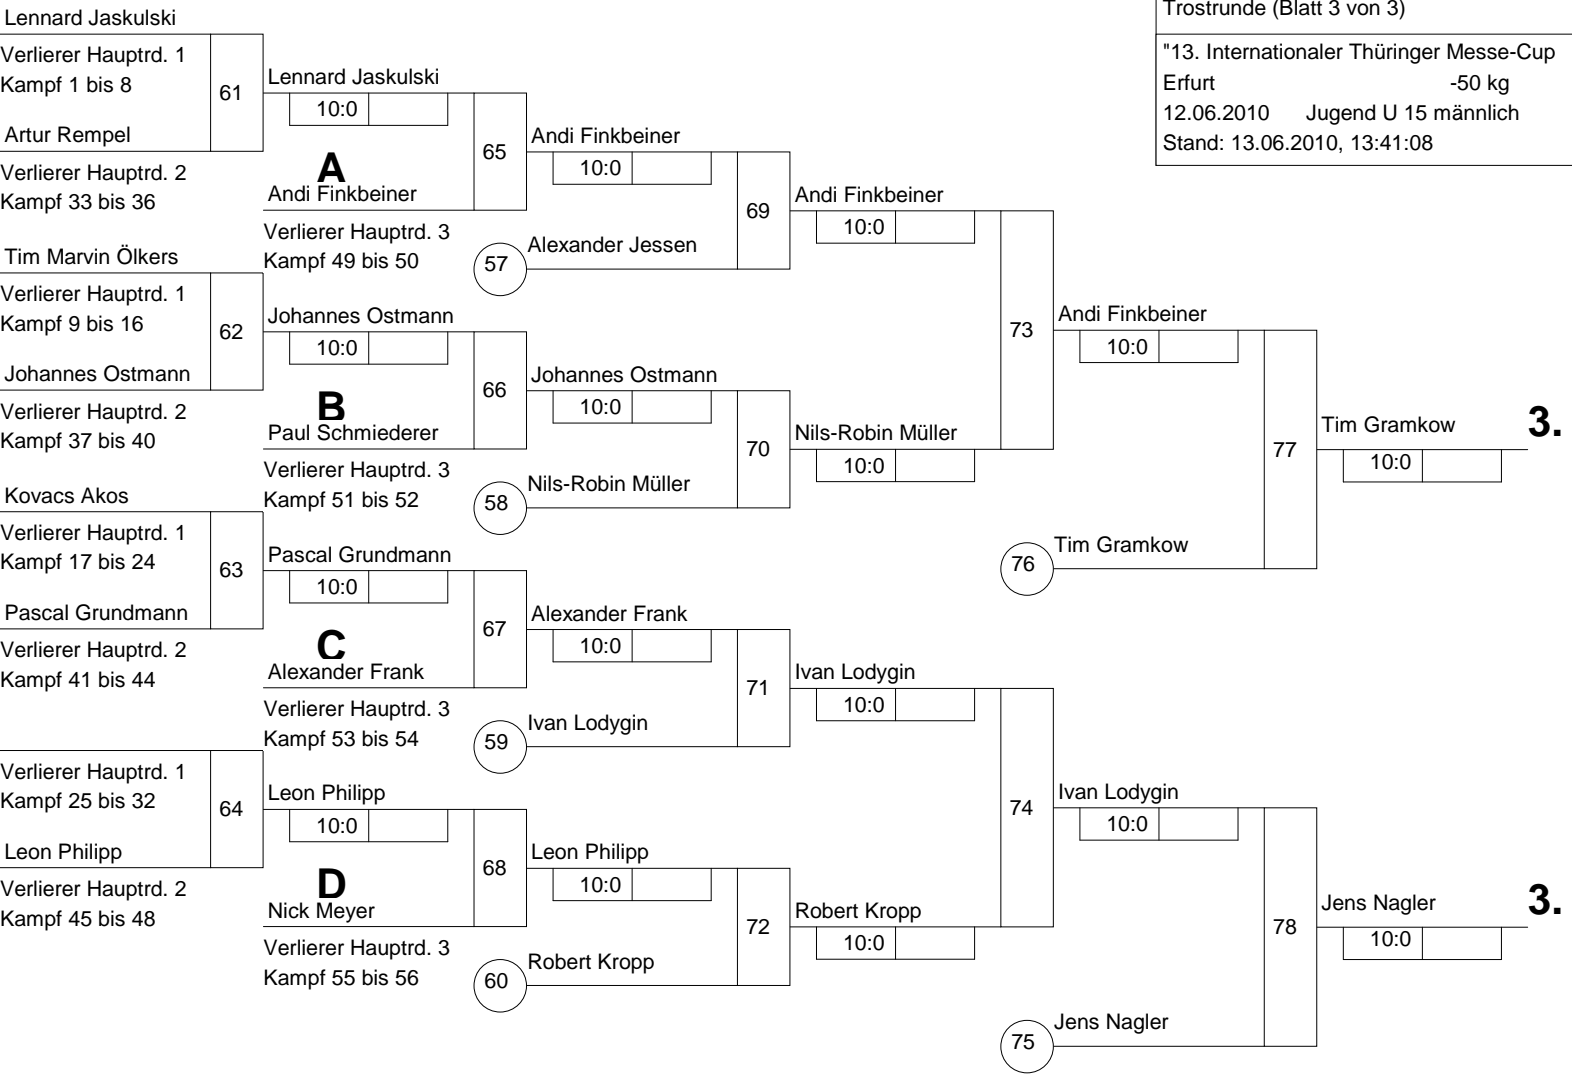 Trostrunde (Blatt 3 von 3)
"13. Internationaler Thüringer Messe-Cup
Erfurt -50 kg
12.06.2010 Jugend U 15 männlich
Stand: 13.06.2010, 13:41:08
Lennard Jaskulski
Verlierer Hauptrd. 1
Kampf 1 bis 8
61
Artur Rempel
Verlierer Hauptrd. 2
Kampf 33 bis 36
Tim Marvin Ölkers
Verlierer Hauptrd. 1
Kampf 9 bis 16
62
Johannes Ostmann
Verlierer Hauptrd. 2
Kampf 37 bis 40
Kovacs Akos
Verlierer Hauptrd. 1
Kampf 17 bis 24
63
Pascal Grundmann
Verlierer Hauptrd. 2
Kampf 41 bis 44
Verlierer Hauptrd. 1
Kampf 25 bis 32
64
Leon Philipp
Verlierer Hauptrd. 2
Kampf 45 bis 48
Lennard Jaskulski
10:0
A
65
Andi Finkbeiner
Verlierer Hauptrd. 3
Kampf 49 bis 50
Johannes Ostmann
10:0
B
66
Paul Schmiederer
Verlierer Hauptrd. 3
Kampf 51 bis 52
Pascal Grundmann
10:0
C
67
Alexander Frank
Verlierer Hauptrd. 3
Kampf 53 bis 54
Leon Philipp
10:0
D
68
Nick Meyer
Verlierer Hauptrd. 3
Kampf 55 bis 56
Andi Finkbeiner
10:0
69
57 Alexander Jessen
Johannes Ostmann
10:0
70
58 Nils-Robin Müller
Alexander Frank
10:0
71
59 Ivan Lodygin
Leon Philipp
10:0
72
60 Robert Kropp
Andi Finkbeiner
10:0
73
Nils-Robin Müller
10:0
Ivan Lodygin
10:0
74
Robert Kropp
10:0
Andi Finkbeiner
10:0
77
76 Tim Gramkow
Ivan Lodygin
10:0
78
75 Jens Nagler
Tim Gramkow 3.
10:0
Jens Nagler 3.
10:0